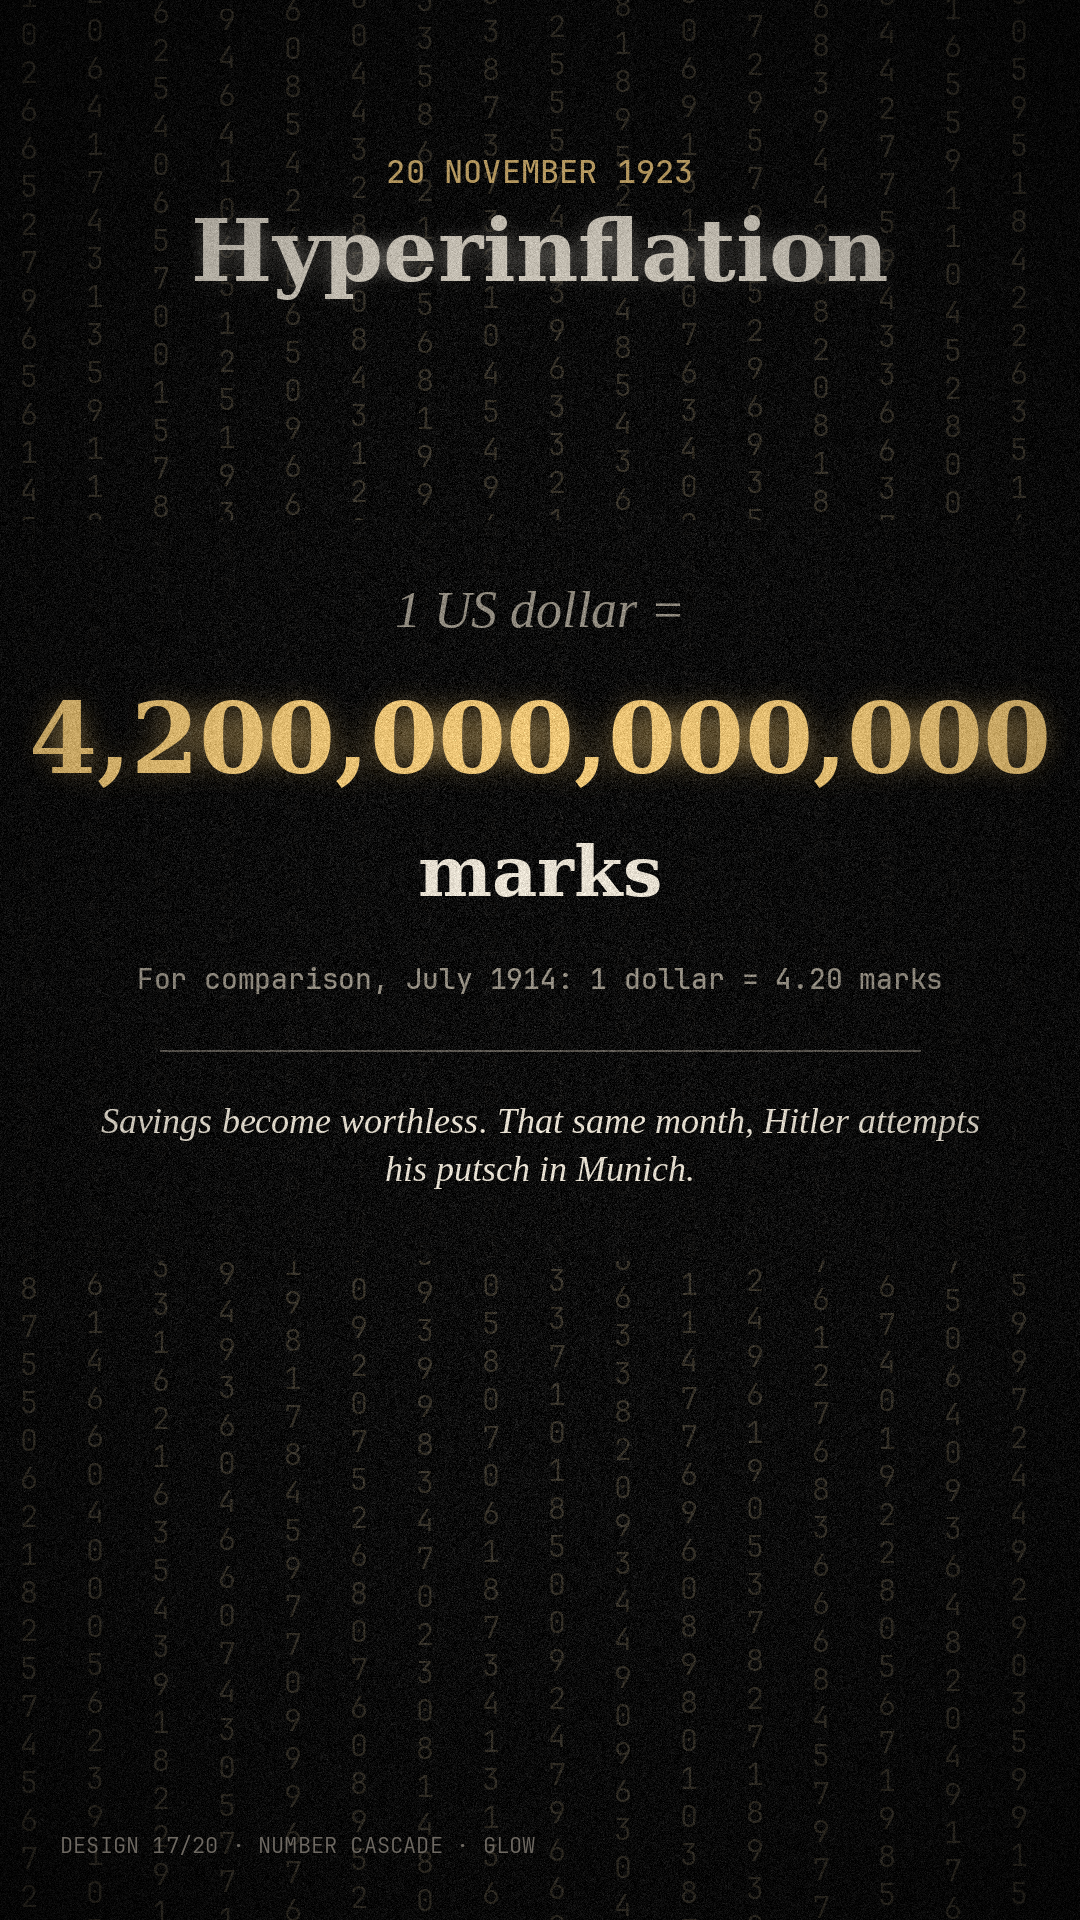 20 NOVEMBER 1923
Hyperinflation
1 US dollar =
4,200,000,000,000
marks
For comparison, July 1914: 1 dollar = 4.20 marks
Savings become worthless. That same month, Hitler attempts
his putsch in Munich.
DESIGN 17/20 · NUMBER CASCADE · GLOW